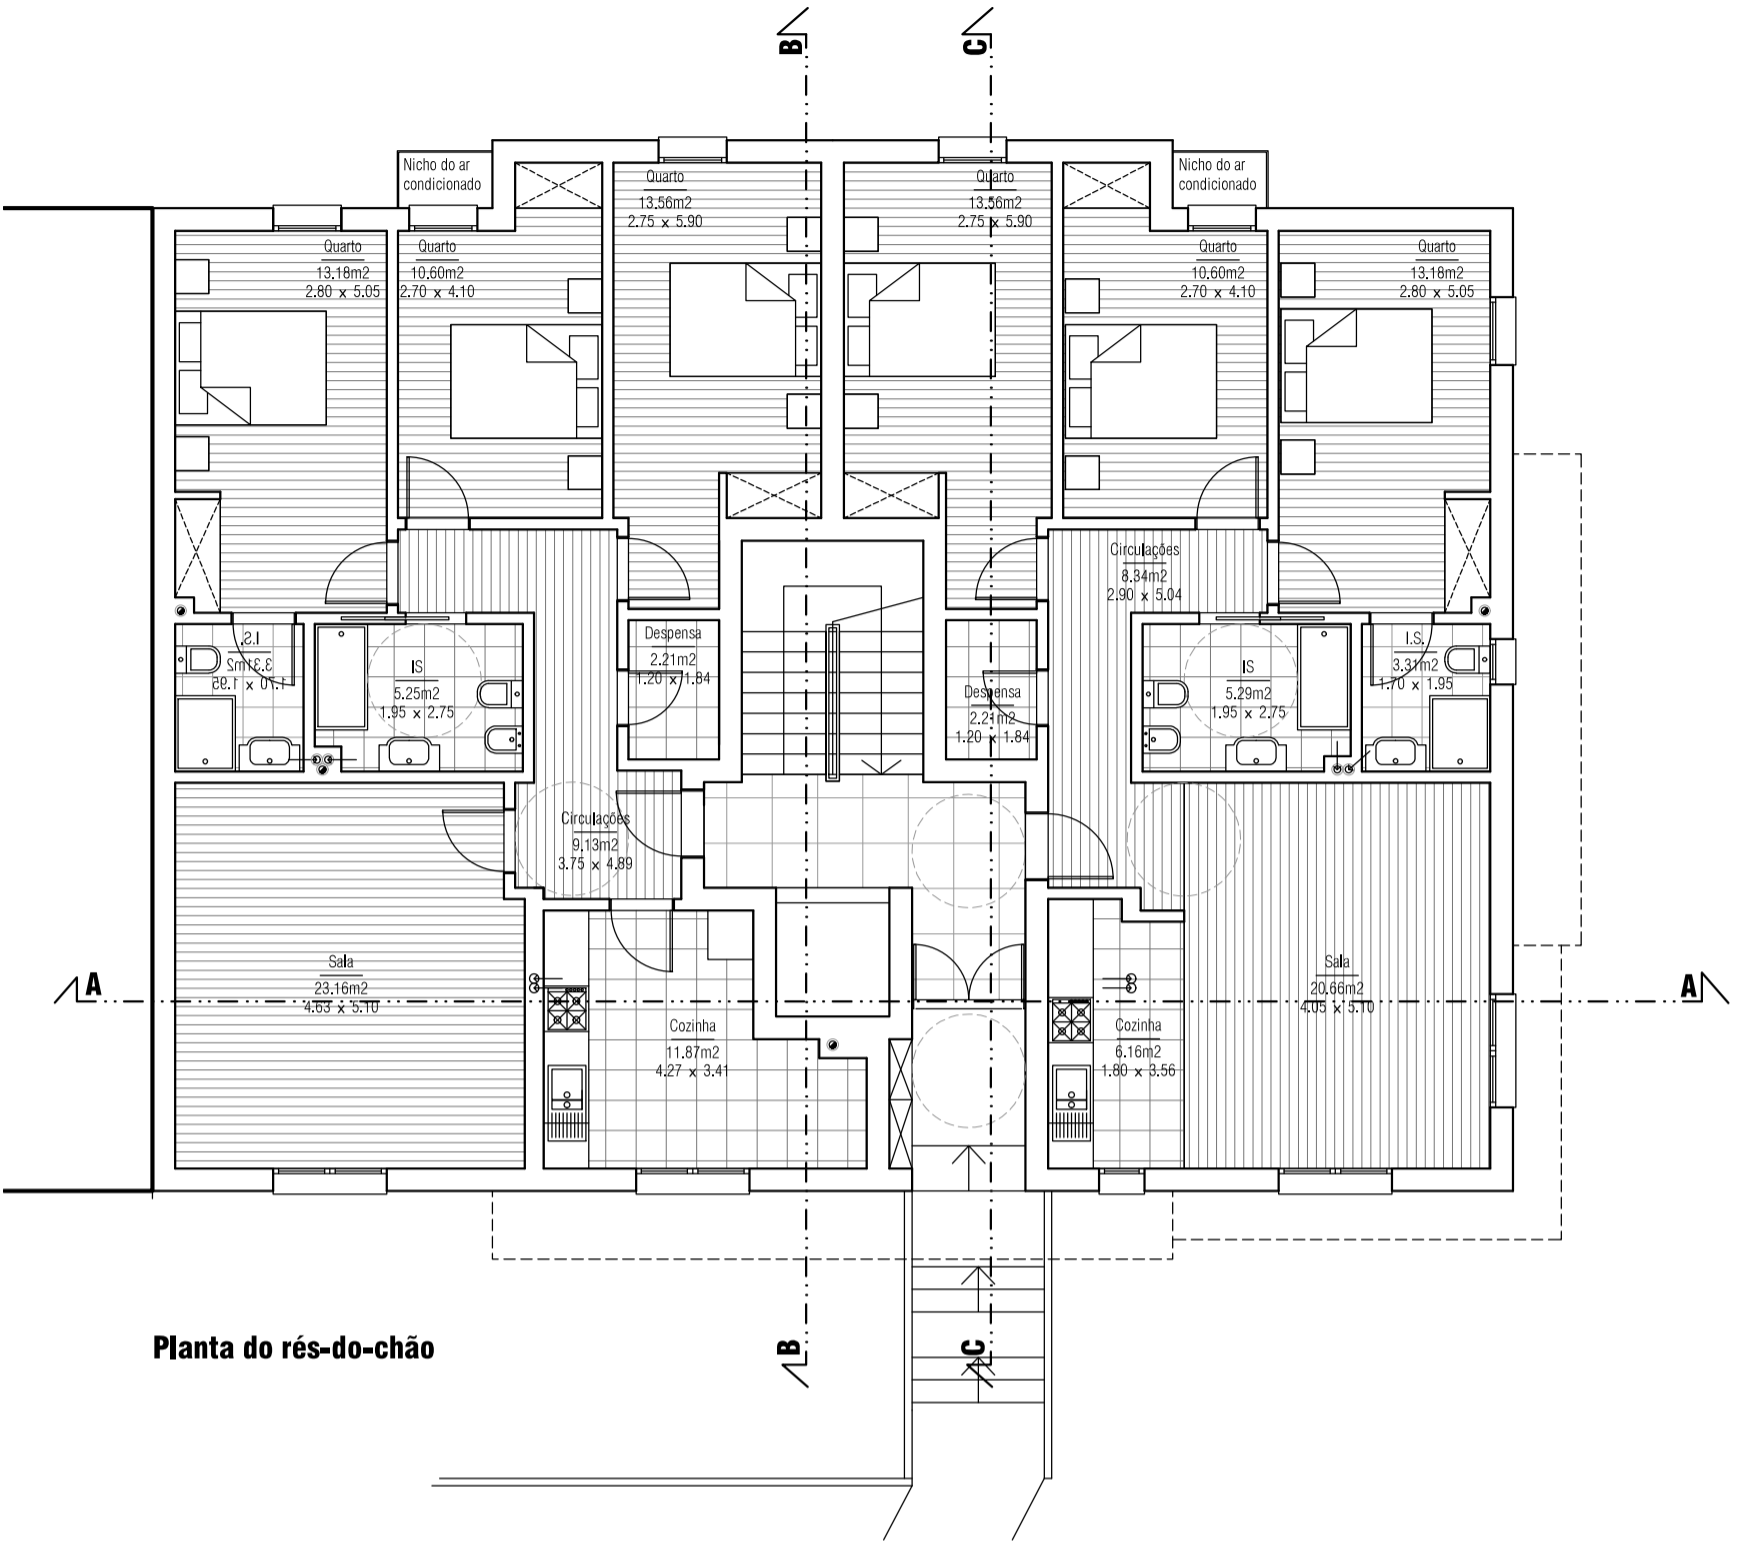 B
C
Nicho do ar
condicionado
Nicho do ar
condicionado
Quarto
13.56m2
2.75 x 5.90
Quarto
13.56m2
2.75 x 5.90
Quarto
13.18m2
2.80 x 5.05
Quarto
10.60m2
2.70 x 4.10
Quarto
10.60m2
2.70 x 4.10
Quarto
13.18m2
2.80 x 5.05
Circulações
8.34m2
2.90 x 5.04
I.S.
3.31m2
1.70 x 1.95
IS
5.25m2
1.95 x 2.75
Despensa
2.21m2
1.20 x 1.84
Despensa
2.21m2
1.20 x 1.84
IS
5.29m2
1.95 x 2.75
I.S.
3.31m2
1.70 x 1.95
Circulações
9.13m2
3.75 x 4.89
A
Sala
23.16m2
4.63 x 5.10
Cozinha
11.87m2
4.27 x 3.41
Cozinha
6.16m2
1.80 x 3.56
Sala
20.66m2
4.05 x 5.10
A
Planta do rés-do-chão
B
C